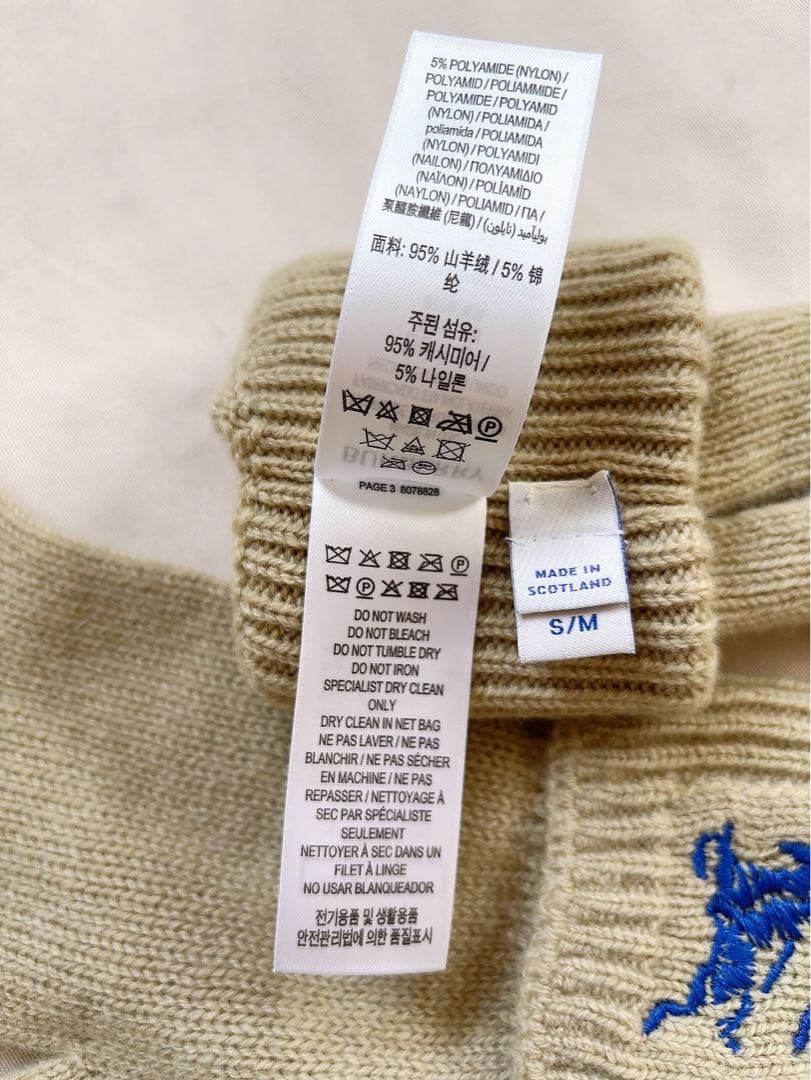 5% POLYAMIDE (NYLON) /
POLYAMID / POLIAMMIDE /
POLYAMIDE / POLYAMID
(NYLON) / POLIAMIDA /
poliamida / POLIAMIDA
(NYLON) / POLYAMIDI
(NAILON) / ΠΟΛΥΑΜΙΔΙΟ
(ΝΑΪΛΟΝ) / POLİAMİD
(NAYLON) / POLIAMID / ПА /
聚醯胺纖維 (尼龍) / بولياميد (نايلون) /
面料: 95% 山羊绒 / 5% 锦
纶
주된 섬유:
95% 캐시미어 /
5% 나일론
P
BURBERRY
PAGE 3 8078828
P
P
DO NOT WASH
DO NOT BLEACH
DO NOT TUMBLE DRY
DO NOT IRON
SPECIALIST DRY CLEAN
ONLY
DRY CLEAN IN NET BAG
NE PAS LAVER / NE PAS
BLANCHIR / NE PAS SÉCHER
EN MACHINE / NE PAS
REPASSER / NETTOYAGE À
SEC PAR SPÉCIALISTE
SEULEMENT
NETTOYER À SEC DANS UN
FILET À LINGE
NO USAR BLANQUEADOR
전기용품 및 생활용품
안전관리법에 의한 품질표시
MADE IN
SCOTLAND
S/M